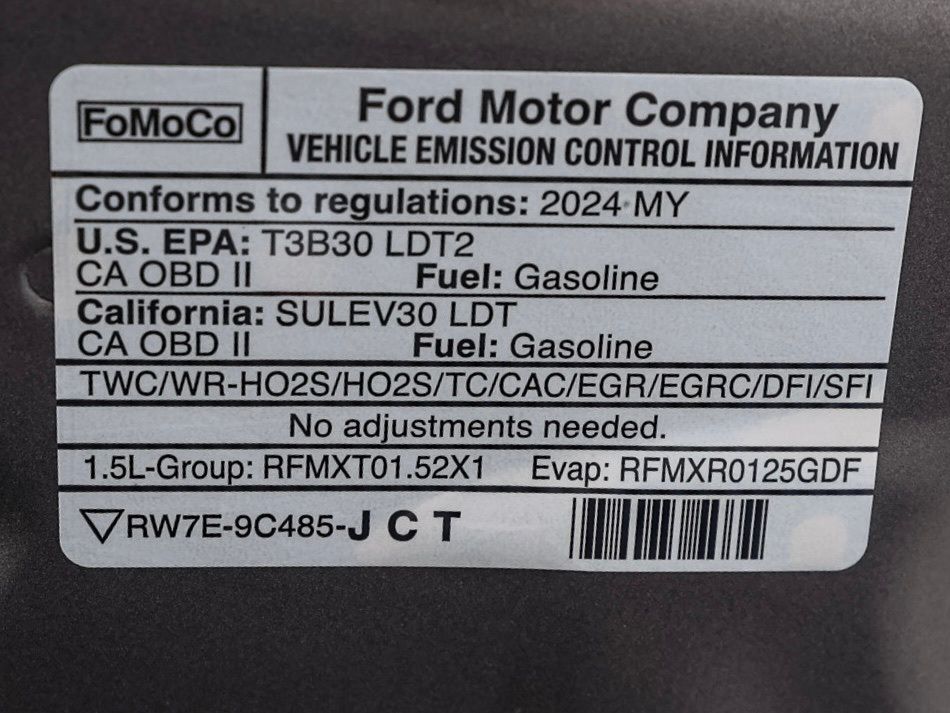 FoMoCo
Ford Motor Company
VEHICLE EMISSION CONTROL INFORMATION
Conforms to regulations: 2024 MY
U.S. EPA: T3B30 LDT2
CA OBD II Fuel: Gasoline
California: SULEV30 LDT
CA OBD II Fuel: Gasoline
TWC/WR-HO2S/HO2S/TC/CAC/EGR/EGRC/DFI/SFI
No adjustments needed.
1.5L-Group: RFMXT01.52X1 Evap: RFMXR0125GDF
RW7E-9C485-J C T